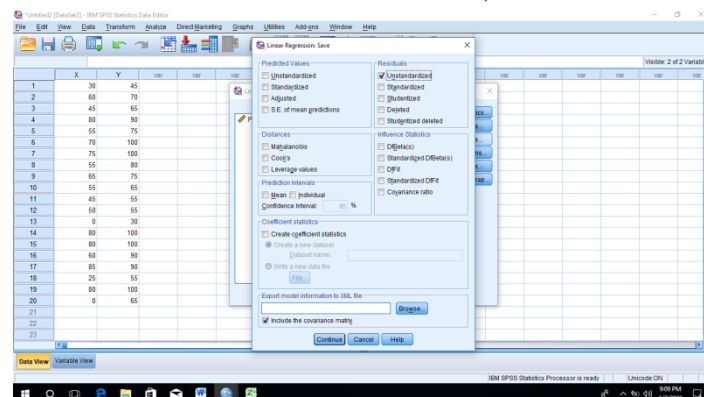 *Untitled2 [DataSet2] - IBM SPSS Statistics Data Editor
File Edit View Data Transform Analyze Direct Marketing Graphs Utilities Add-ons Window Help
Visible: 2 of 2 Variabl
X Y var var var var var var var
1 30 45
2 60 70
3 45 65
4 80 90
5 55 75
6 70 100
7 75 100
8 55 80
9 65 75
10 55 65
11 45 55
12 50 55
13 0 30
14 80 100
15 80 100
16 60 90
17 85 90
18 25 55
19 80 100
20 0 65
21
22
23
Linear Regression: Save
Predicted Values
Unstandardized
Standardized
Adjusted
S.E. of mean predictions
Residuals
Unstandardized
Standardized
Studentized
Deleted
Studentized deleted
Distances
Mahalanobis
Cook's
Leverage values
Influence Statistics
DfBeta(s)
Standardized DfBeta(s)
DfFit
Standardized DfFit
Covariance ratio
Prediction Intervals
Mean Individual
Confidence Interval: 95 %
Coefficient statistics
Create coefficient statistics
Create a new dataset
Dataset name:
Write a new data file
File...
Export model information to XML file
Browse...
Include the covariance matrix
Continue Cancel Help
Data View Variable View
IBM SPSS Statistics Processor is ready Unicode:ON
9:09 PM